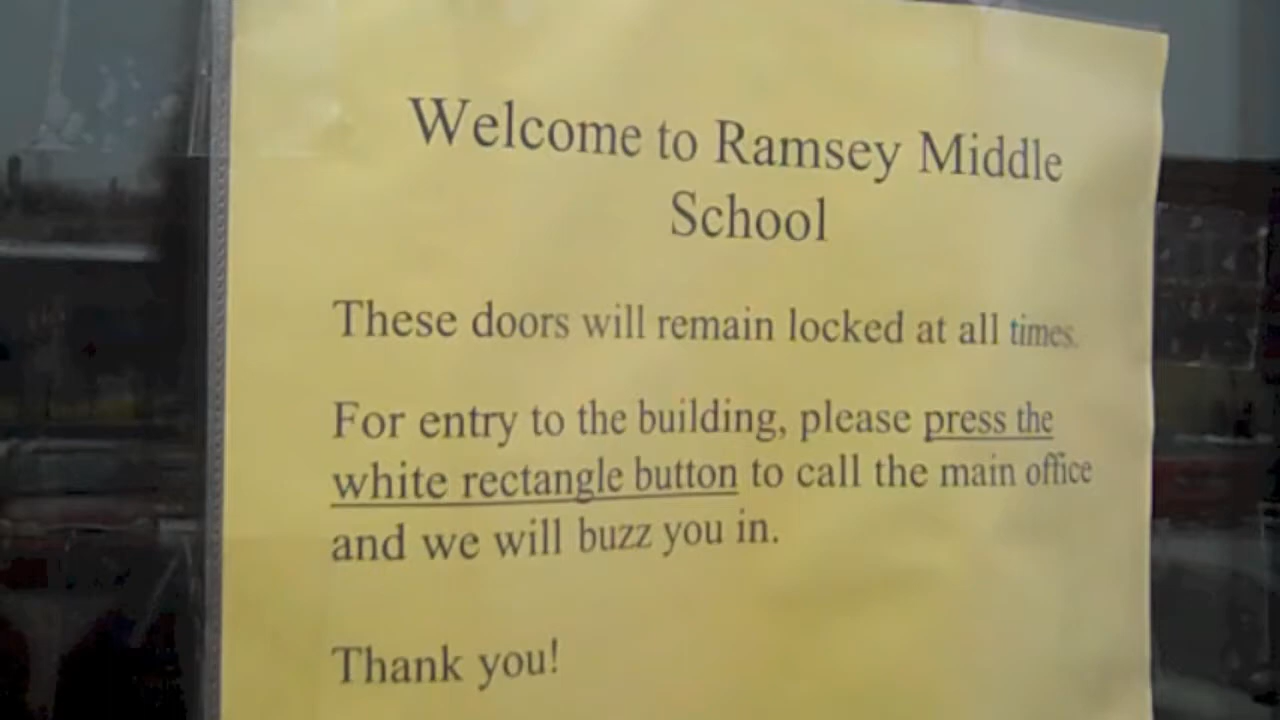 Welcome to Ramsey Middle
School
These doors will remain locked at all times.
For entry to the building, please press the
white rectangle button to call the main office
and we will buzz you in.
Thank you!